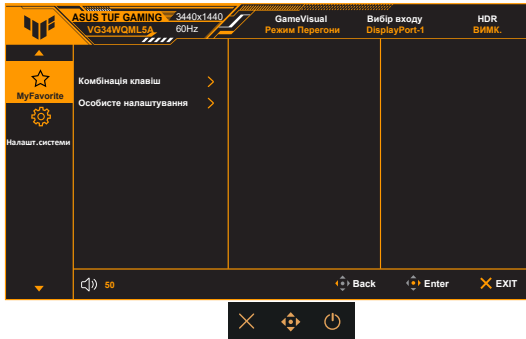 ASUS TUF GAMING
VG34WQML5A
3440x1440
60Hz
GameVisual
Режим Перегони
Вибір входу
DisplayPort-1
HDR
ВИМК.
MyFavorite
Налашт.системи
Комбінація клавіш
Особисте налаштування
50
Back
Enter
EXIT